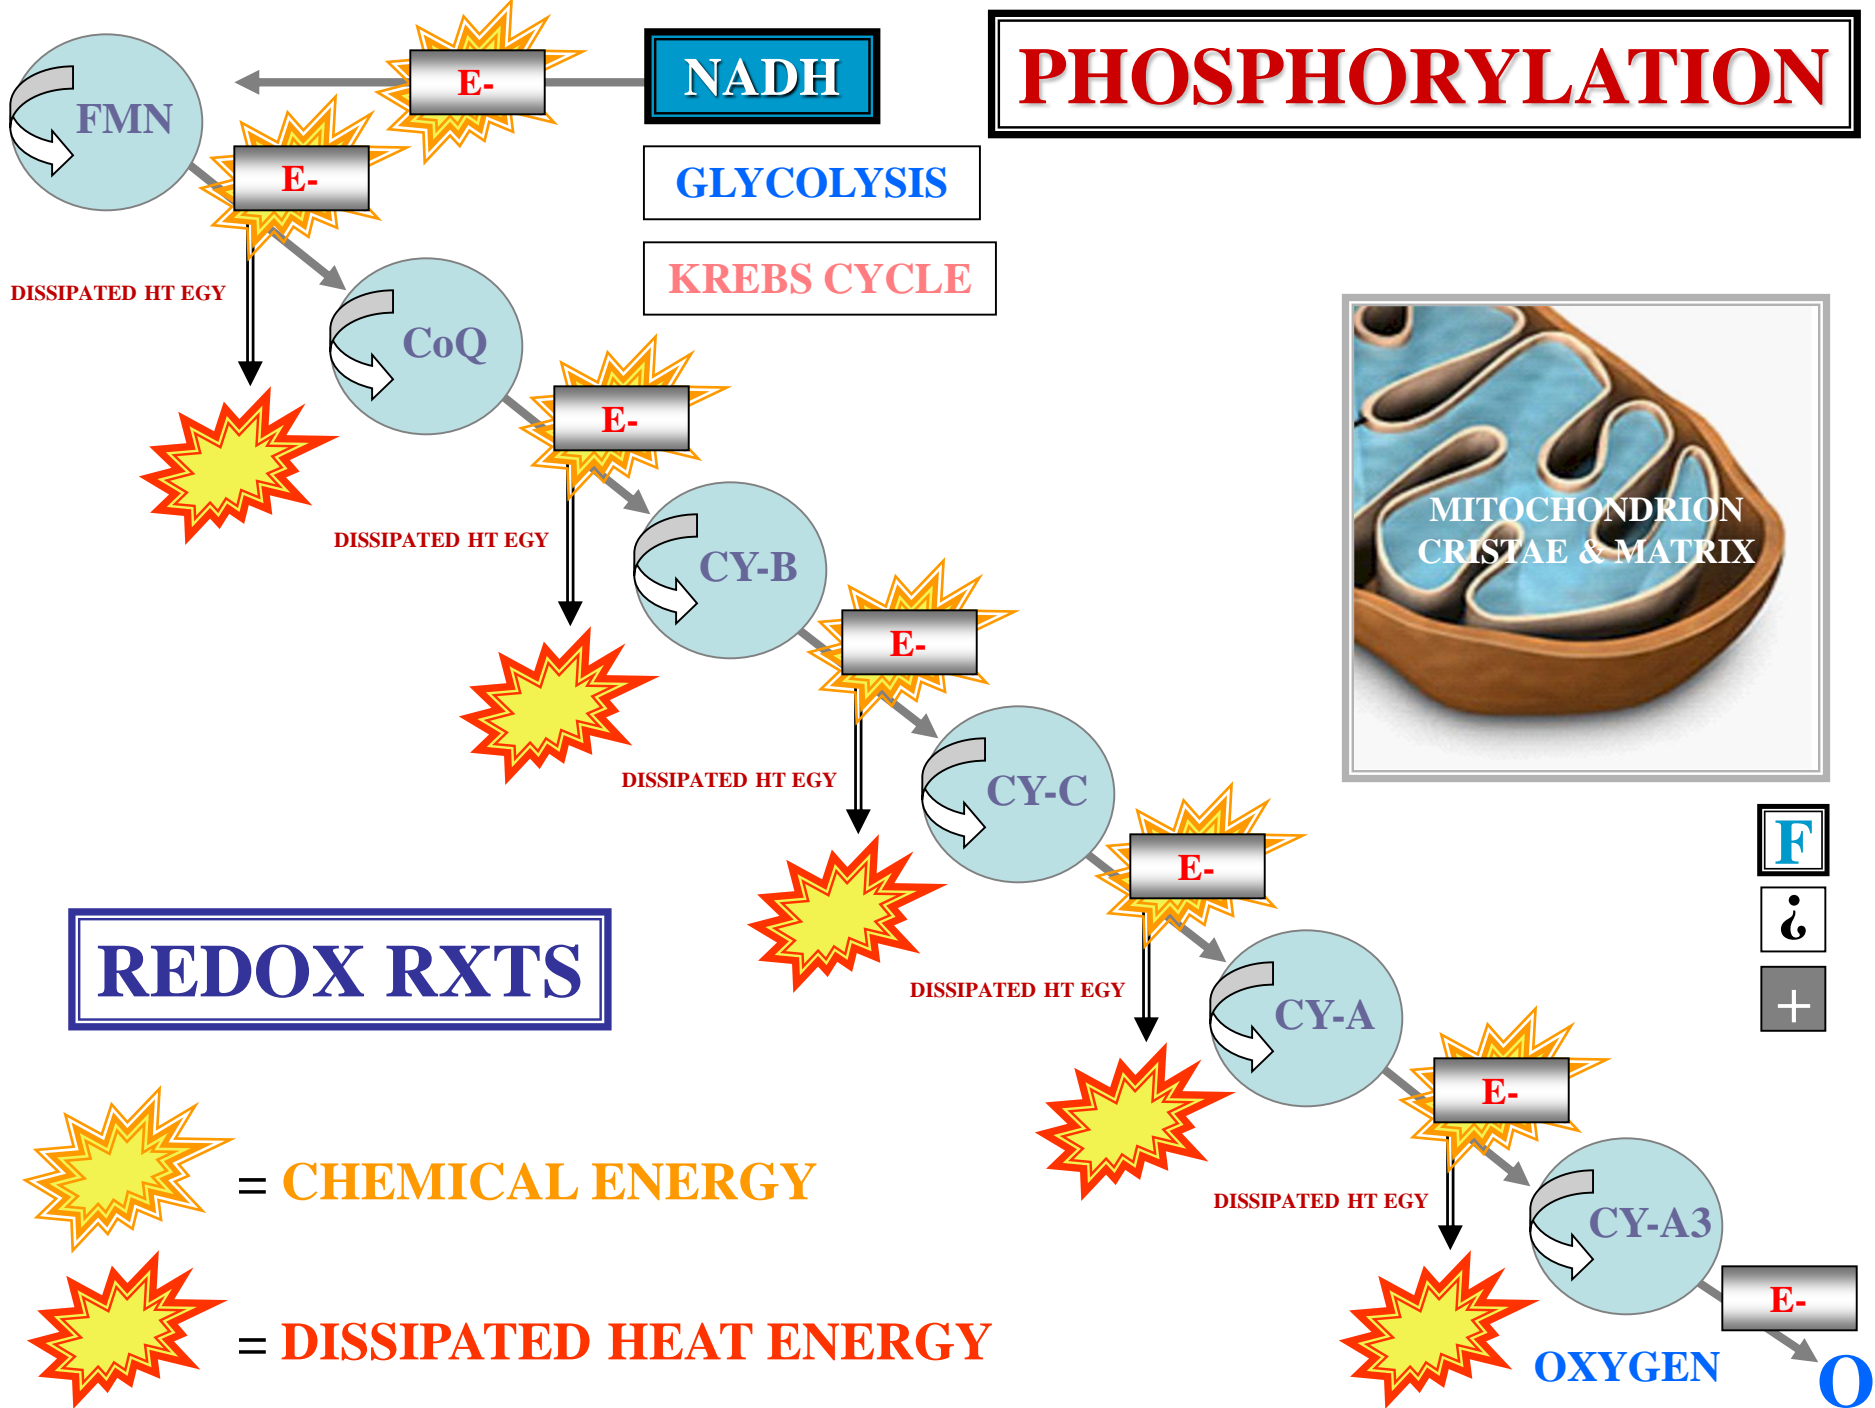 PHOSPHORYLATION
NADH
E-
FMN
E-
GLYCOLYSIS
KREBS CYCLE
DISSIPATED HT EGY
CoQ
E-
MITOCHONDRION
CRISTAE & MATRIX
DISSIPATED HT EGY
CY-B
E-
DISSIPATED HT EGY
CY-C
E-
F
¿
+
REDOX RXTS
DISSIPATED HT EGY
CY-A
E-
= CHEMICAL ENERGY
DISSIPATED HT EGY
CY-A3
E-
= DISSIPATED HEAT ENERGY
OXYGEN
O